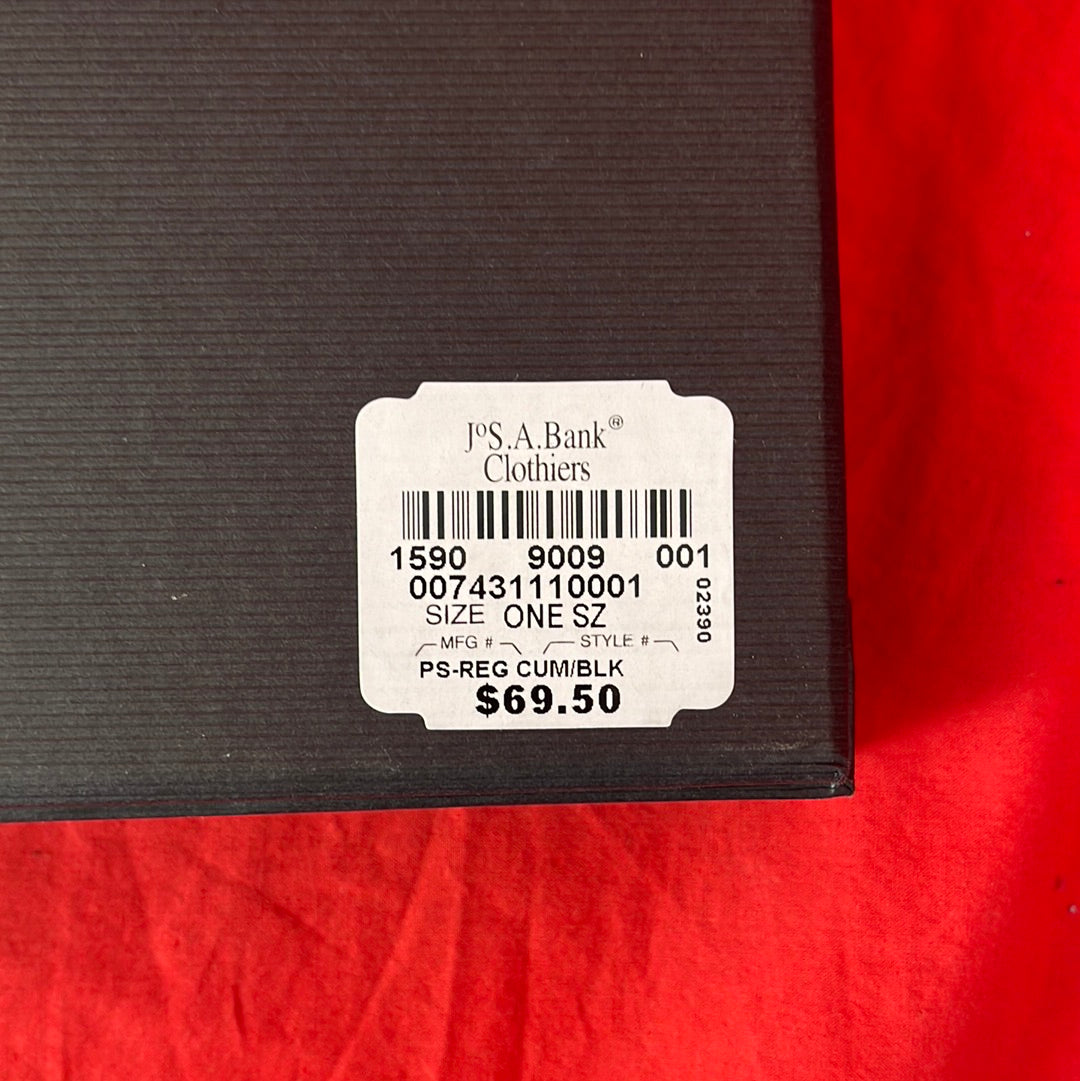 JoS.A.Bank®
Clothiers
1590 9009 001
007431110001
SIZE ONE SZ
02390
MFG # STYLE #
PS-REG CUM/BLK
$69.50